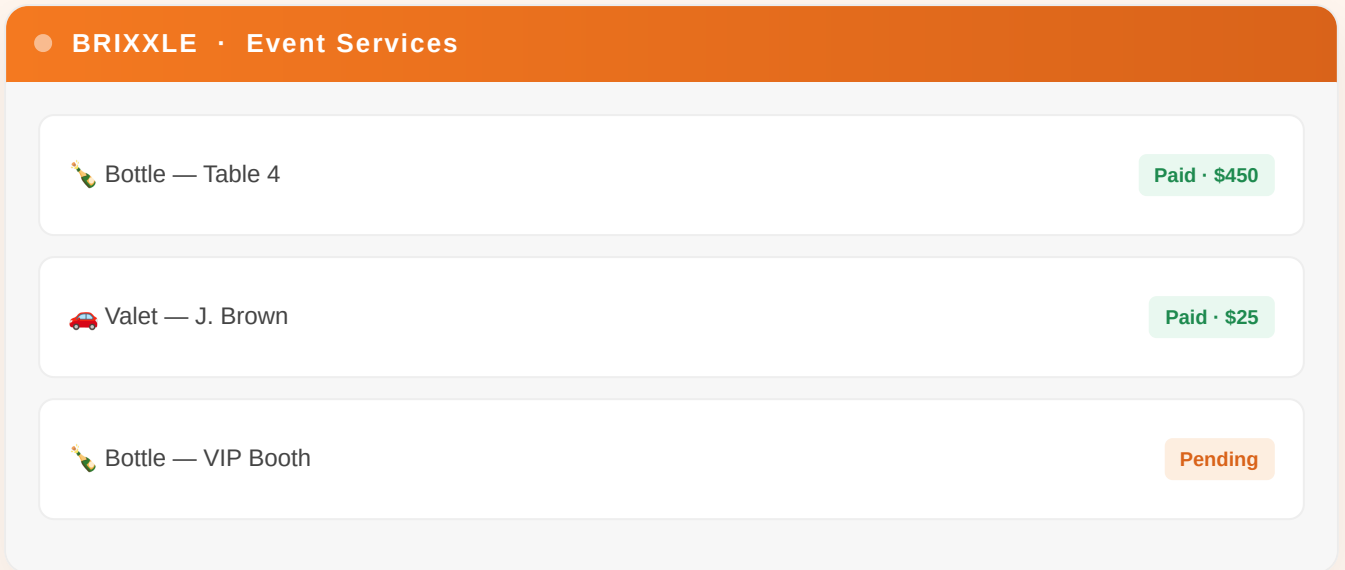 BRIXXLE · Event Services
🍾 Bottle — Table 4 Paid · $450
🚗 Valet — J. Brown Paid · $25
🍾 Bottle — VIP Booth Pending